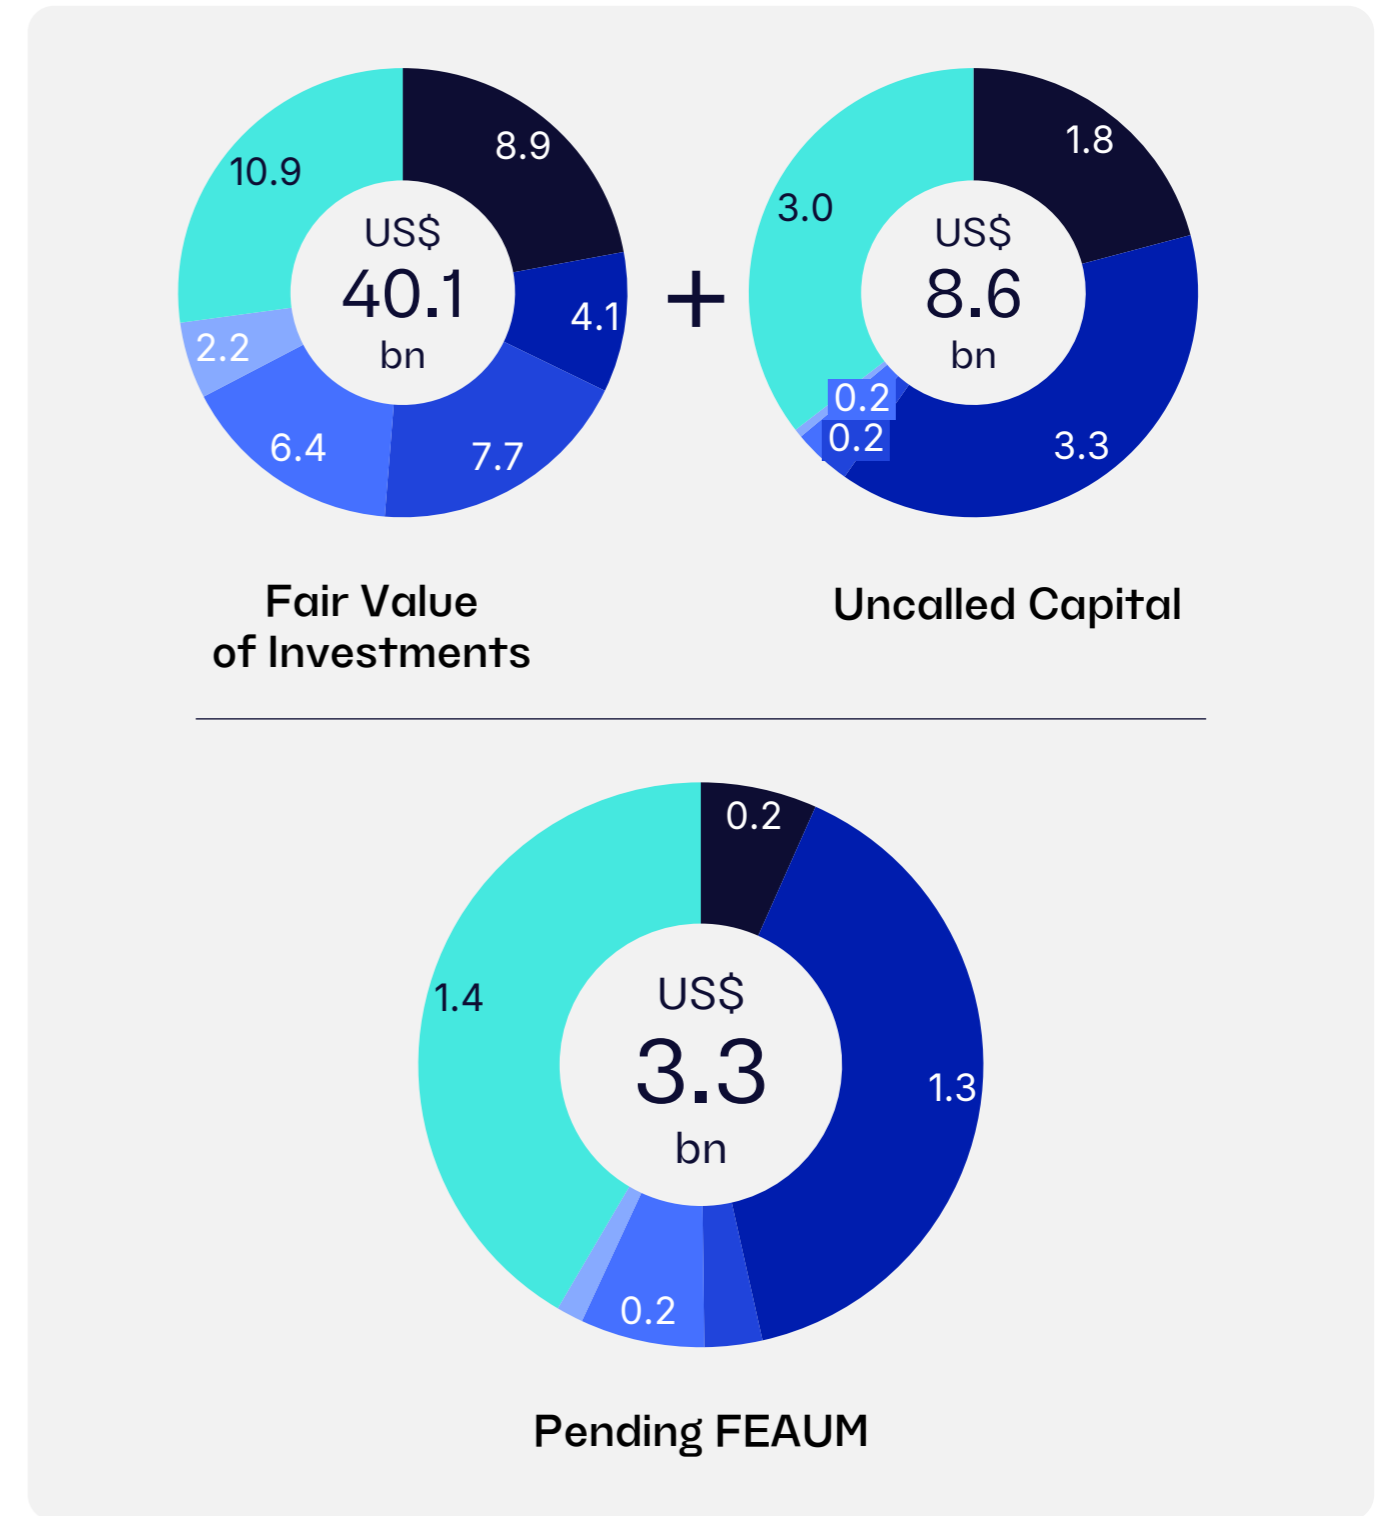 10.9
8.9
US$
40.1
bn
4.1
2.2
6.4
7.7
+
1.8
3.0
US$
8.6
bn
0.2
0.2
3.3
Fair Value
of Investments
Uncalled Capital
0.2
1.4
US$
3.3
bn
1.3
0.2
Pending FEAUM